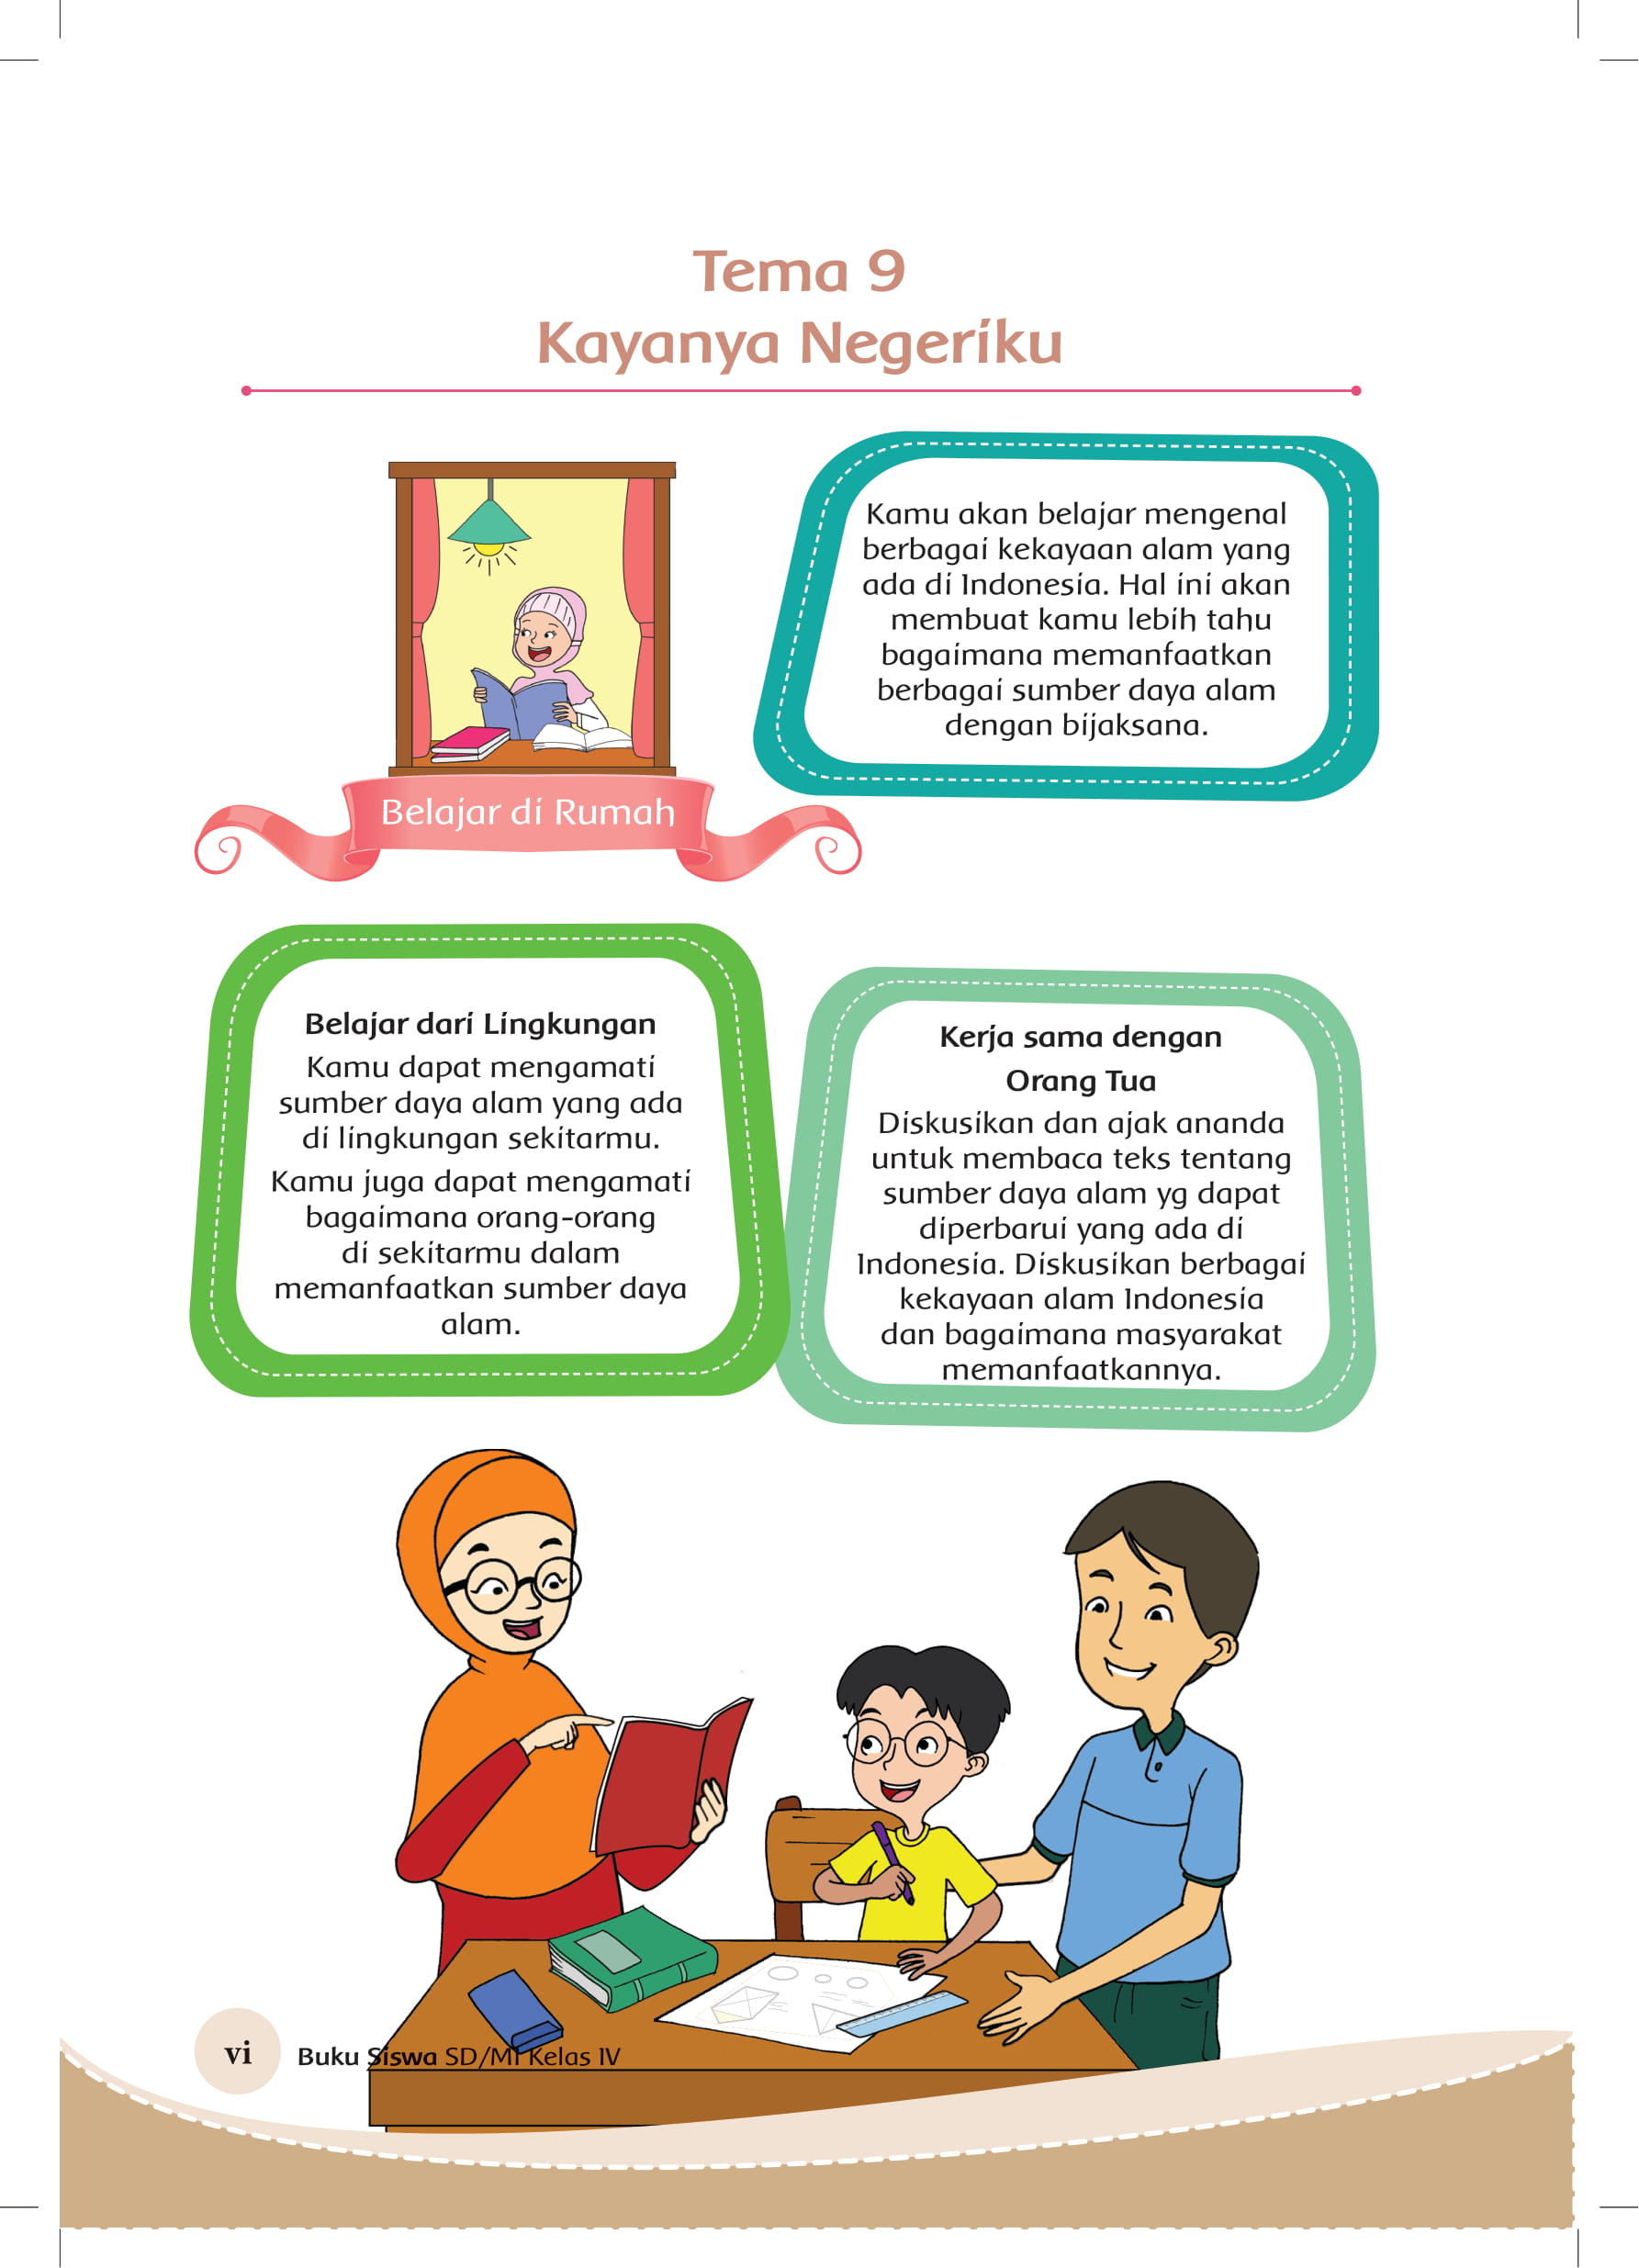 Tema 9
Kayanya Negeriku
Kamu akan belajar mengenal
berbagai kekayaan alam yang
ada di Indonesia. Hal ini akan
membuat kamu lebih tahu
bagaimana memanfaatkan
berbagai sumber daya alam
dengan bijaksana.
Belajar di Rumah
Belajar dari Lingkungan
Kamu dapat mengamati
sumber daya alam yang ada
di lingkungan sekitarmu.
Kamu juga dapat mengamati
bagaimana orang-orang
di sekitarmu dalam
memanfaatkan sumber daya
alam.
Kerja sama dengan
Orang Tua
Diskusikan dan ajak ananda
untuk membaca teks tentang
sumber daya alam yg dapat
diperbarui yang ada di
Indonesia. Diskusikan berbagai
kekayaan alam Indonesia
dan bagaimana masyarakat
memanfaatkannya.
vi Buku Siswa SD/MI Kelas IV